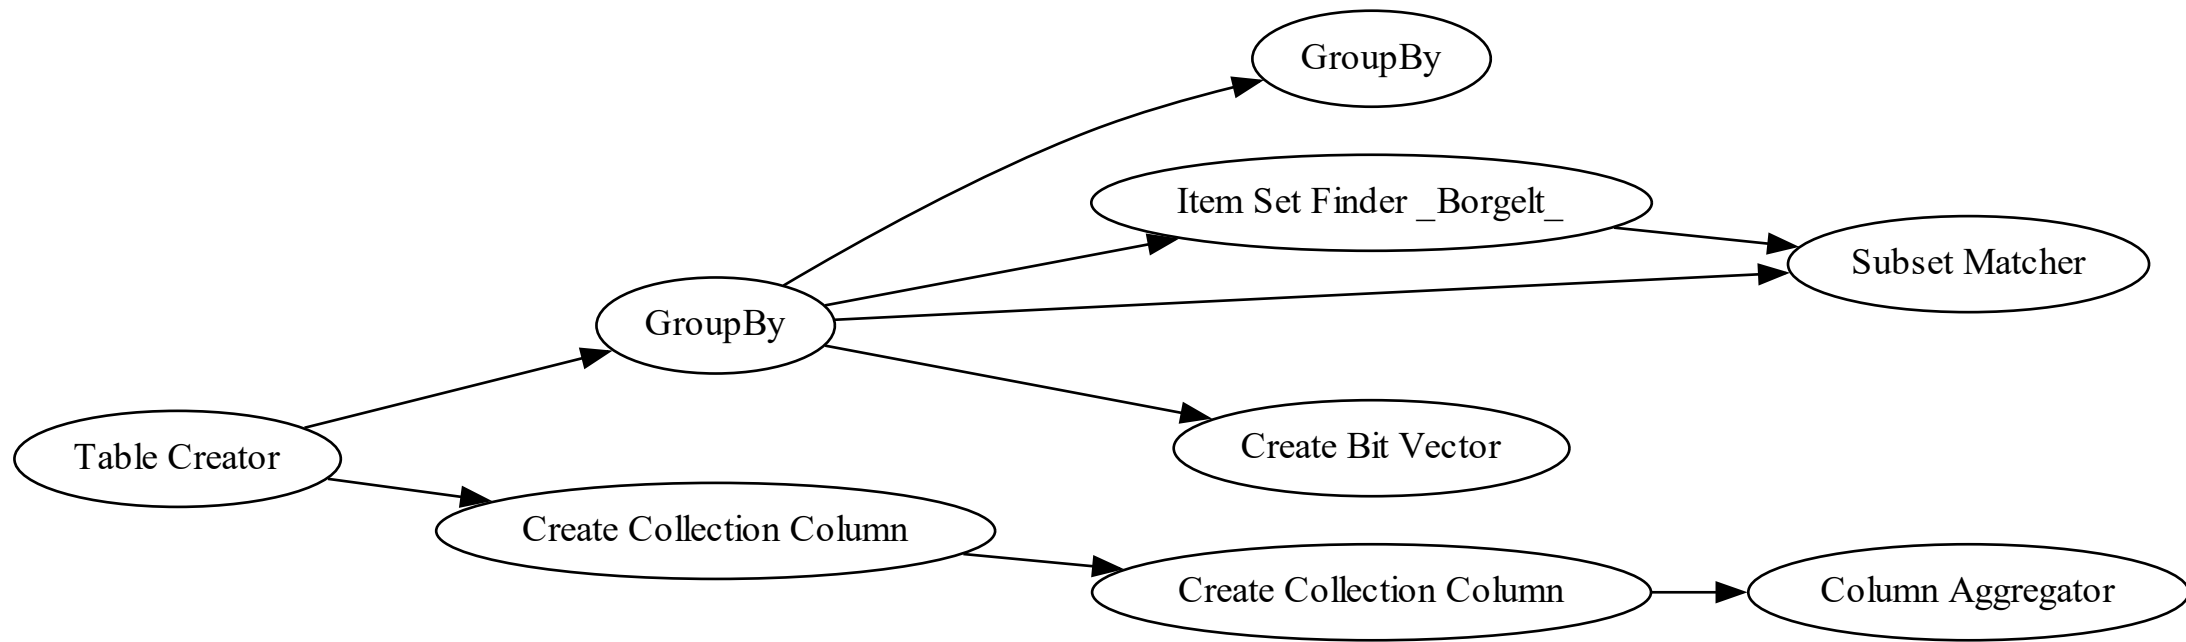 GroupBy
Item Set Finder _Borgelt_
Subset Matcher
GroupBy
Create Bit Vector
Table Creator
Create Collection Column
Create Collection Column
Column Aggregator